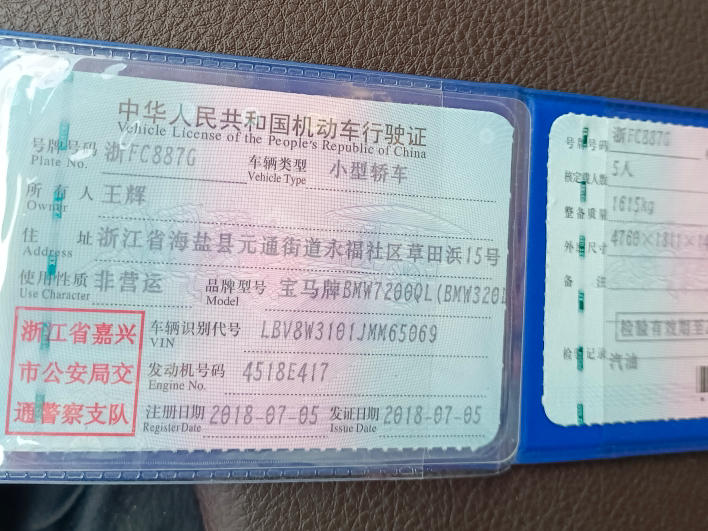 中华人民共和国机动车行驶证
Vehicle License of the People's Republic of China
号牌号码 浙FC887G 车辆类型 小型轿车
Plate No. Vehicle Type
所有人 王辉
Owner
住址 浙江省海盐县元通街道永福社区草田浜15号
Address
使用性质 非营运 品牌型号 宝马牌BMW7200QL(BMW320L
Use Character Model
浙江省嘉兴
市公安局交
通警察支队
车辆识别代号 LBV8W3101JMM65069
VIN
发动机号码 4518E417
Engine No.
注册日期 2018-07-05 发证日期 2018-07-05
Register Date Issue Date
号牌号码 浙FC887G
核定载人数 5人
整备质量 1615kg
外廓尺寸 4760×1811×14
备注
检验有效期至
检验记录 汽油